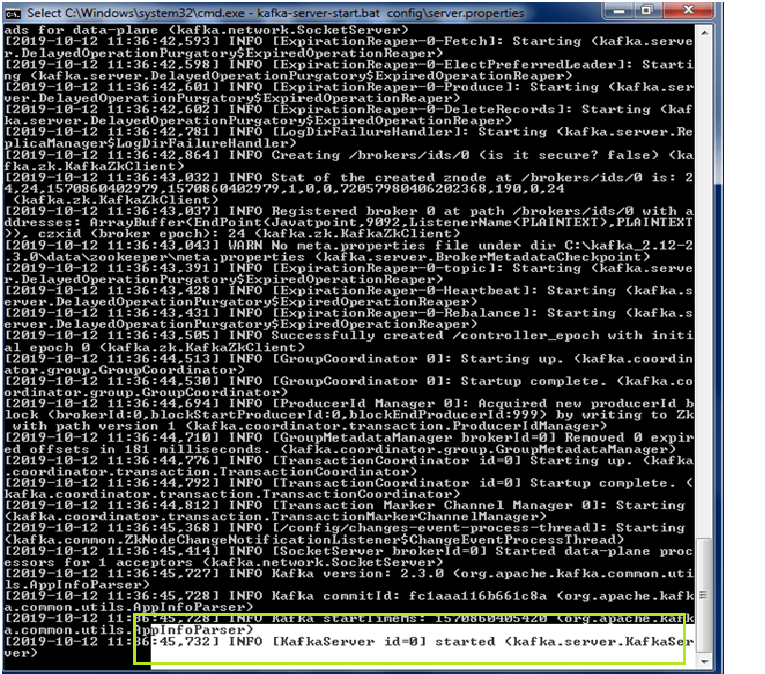 Select C:\Windows\system32\cmd.exe - kafka-server-start.bat config\server.properties
ads for data-plane (kafka.network.SocketServer)
[2019-10-12 11:36:42,593] INFO [ExpirationReaper-0-Fetch]: Starting (kafka.serve
r.DelayedOperationPurgatory$ExpiredOperationReaper)
[2019-10-12 11:36:42,598] INFO [ExpirationReaper-0-ElectPreferredLeader]: Starti
ng (kafka.server.DelayedOperationPurgatory$ExpiredOperationReaper)
[2019-10-12 11:36:42,601] INFO [ExpirationReaper-0-Produce]: Starting (kafka.ser
ver.DelayedOperationPurgatory$ExpiredOperationReaper)
[2019-10-12 11:36:42,602] INFO [ExpirationReaper-0-DeleteRecords]: Starting (kaf
ka.server.DelayedOperationPurgatory$ExpiredOperationReaper)
[2019-10-12 11:36:42,781] INFO [LogDirFailureHandler]: Starting (kafka.server.Re
plicaManager$LogDirFailureHandler)
[2019-10-12 11:36:42,864] INFO Creating /brokers/ids/0 (is it secure? false) (ka
fka.zk.KafkaZkClient)
[2019-10-12 11:36:43,032] INFO Stat of the created znode at /brokers/ids/0 is: 2
4,24,1570860402979,1570860402979,1,0,0,72057980406202368,190,0,24
(kafka.zk.KafkaZkClient)
[2019-10-12 11:36:43,037] INFO Registered broker 0 at path /brokers/ids/0 with a
ddresses: ArrayBuffer(EndPoint(Javatpoint,9092,ListenerName(PLAINTEXT),PLAINTEXT
)), czxid (broker epoch): 24 (kafka.zk.KafkaZkClient)
[2019-10-12 11:36:43,043] WARN No meta.properties file under dir C:\kafka_2.12-2
.3.0\data\zookeeper\meta.properties (kafka.server.BrokerMetadataCheckpoint)
[2019-10-12 11:36:43,391] INFO [ExpirationReaper-0-topic]: Starting (kafka.serve
r.DelayedOperationPurgatory$ExpiredOperationReaper)
[2019-10-12 11:36:43,428] INFO [ExpirationReaper-0-Heartbeat]: Starting (kafka.s
erver.DelayedOperationPurgatory$ExpiredOperationReaper)
[2019-10-12 11:36:43,431] INFO [ExpirationReaper-0-Rebalance]: Starting (kafka.s
erver.DelayedOperationPurgatory$ExpiredOperationReaper)
[2019-10-12 11:36:43,505] INFO Successfully created /controller_epoch with initi
al epoch 0 (kafka.zk.KafkaZkClient)
[2019-10-12 11:36:44,513] INFO [GroupCoordinator 0]: Starting up. (kafka.coordin
ator.group.GroupCoordinator)
[2019-10-12 11:36:44,530] INFO [GroupCoordinator 0]: Startup complete. (kafka.co
ordinator.group.GroupCoordinator)
[2019-10-12 11:36:44,694] INFO [ProducerId Manager 0]: Acquired new producerId b
lock (brokerId:0,blockStartProducerId:0,blockEndProducerId:999) by writing to Zk
with path version 1 (kafka.coordinator.transaction.ProducerIdManager)
[2019-10-12 11:36:44,710] INFO [GroupMetadataManager brokerId=0] Removed 0 expir
ed offsets in 181 milliseconds. (kafka.coordinator.group.GroupMetadataManager)
[2019-10-12 11:36:44,776] INFO [TransactionCoordinator id=0] Starting up. (kafka
.coordinator.transaction.TransactionCoordinator)
[2019-10-12 11:36:44,792] INFO [TransactionCoordinator id=0] Startup complete. (
kafka.coordinator.transaction.TransactionCoordinator)
[2019-10-12 11:36:44,812] INFO [Transaction Marker Channel Manager 0]: Starting
(kafka.coordinator.transaction.TransactionMarkerChannelManager)
[2019-10-12 11:36:45,368] INFO [/config/changes-event-process-thread]: Starting
(kafka.common.ZkNodeChangeNotificationListener$ChangeEventProcessThread)
[2019-10-12 11:36:45,414] INFO [SocketServer brokerId=0] Started data-plane proc
essors for 1 acceptors (kafka.network.SocketServer)
[2019-10-12 11:36:45,727] INFO Kafka version: 2.3.0 (org.apache.kafka.common.uti
ls.AppInfoParser)
[2019-10-12 11:36:45,728] INFO Kafka commitId: fc1aaa116b661c8a (org.apache.kafk
a.common.utils.AppInfoParser)
[2019-10-12 11:36:45,728] INFO Kafka startTimeMs: 1570860405420 (org.apache.kafk
a.common.utils.AppInfoParser)
[2019-10-12 11:36:45,732] INFO [KafkaServer id=0] started (kafka.server.KafkaSer
ver)